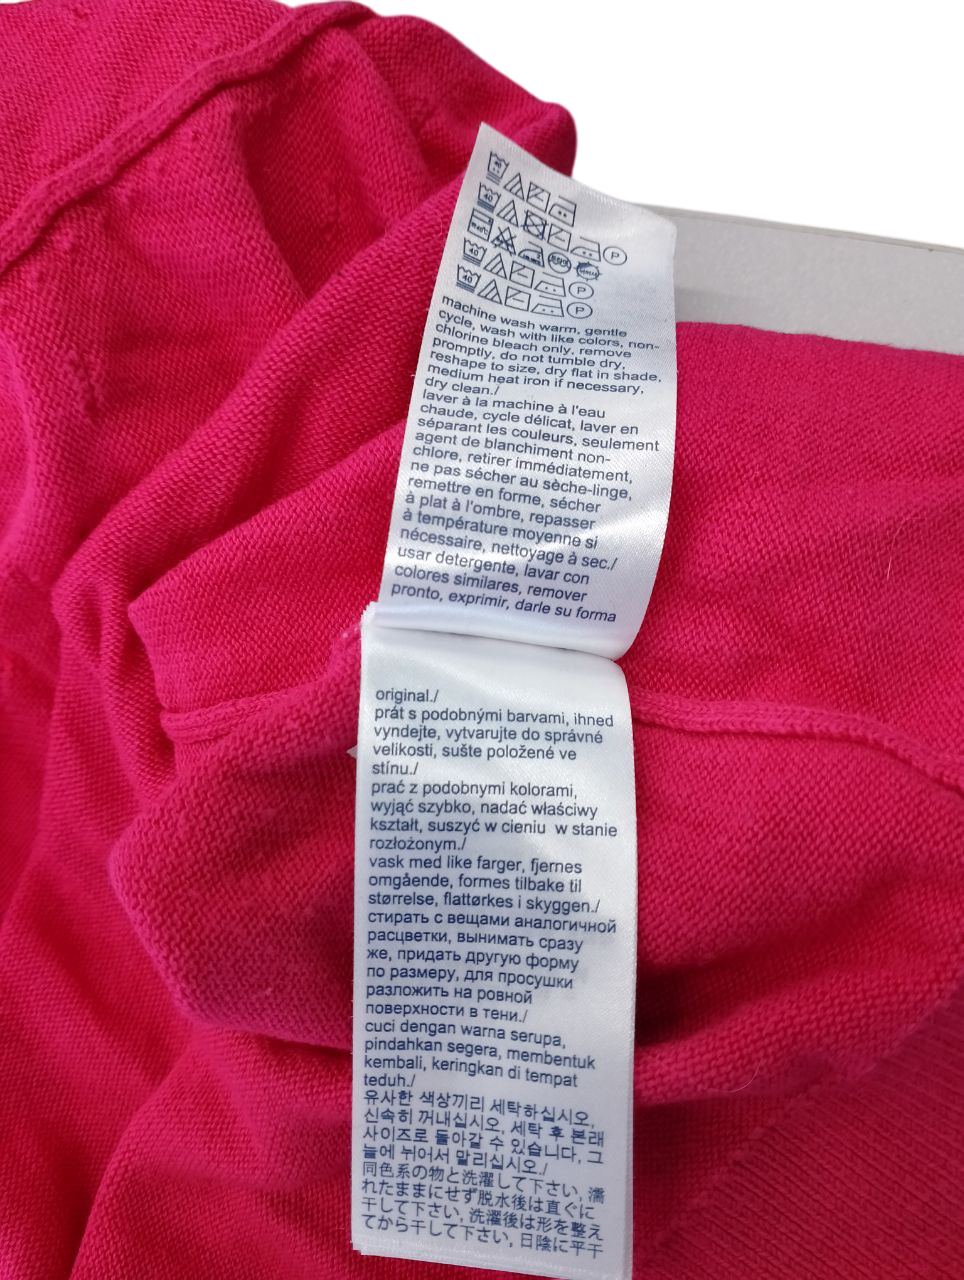 machine wash warm, gentle
cycle, wash with like colors, non-
chlorine bleach only, remove
promptly, do not tumble dry,
reshape to size, dry flat in shade,
medium heat iron if necessary,
dry clean./
laver à la machine à l'eau
chaude, cycle délicat, laver en
séparant les couleurs, seulement
agent de blanchiment non-
chlore, retirer immédiatement,
ne pas sécher au sèche-linge,
remettre en forme, sécher
à plat à l'ombre, repasser
à température moyenne si
nécessaire, nettoyage à sec./
usar detergente, lavar con
colores similares, remover
pronto, exprimir, darle su forma
original./
prát s podobnými barvami, ihned
vyndejte, vytvarujte do správné
velikosti, sušte položené ve
stínu./
prać z podobnymi kolorami,
wyjąć szybko, nadać właściwy
kształt, suszyć w cieniu w stanie
rozłożonym./
vask med like farger, fjernes
omgående, formes tilbake til
størrelse, flattørkes i skyggen./
стирать с вещами аналогичной
расцветки, вынимать сразу
же, придать другую форму
по размеру, для просушки
разложить на ровной
поверхности в тени./
cuci dengan warna serupa,
pindahkan segera, membentuk
kembali, keringkan di tempat
teduh./
유사한 색상끼리 세탁하십시오,
신속히 꺼내십시오, 세탁 후 본래
사이즈로 돌아갈 수 있습니다, 그
늘에 뉘어서 말리십시오./
同色系の物と洗濯して下さい, 濡
れたままにせず脱水後は直ぐに
干して下さい, 洗濯後は形を整え
てから干して下さい, 日陰に平干